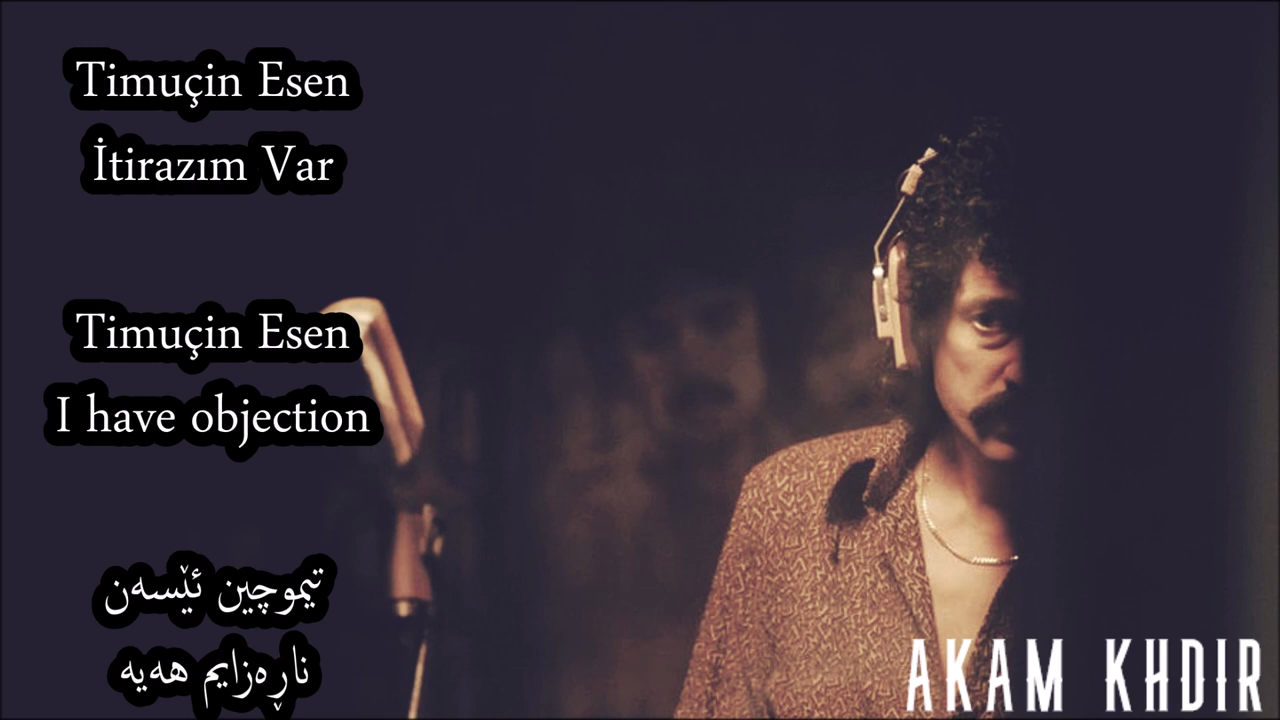 Timuçin Esen
İtirazım Var
Timuçin Esen
I have objection
تیموچین ئێسەن
ناڕەزایم هەیە
AKAM KHDIR